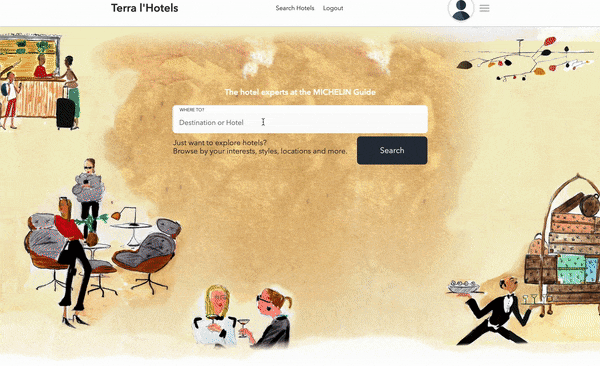 Terra l'Hotels
Search Hotels
Logout
The hotel experts at the MICHELIN Guide
WHERE TO?
Destination or Hotel
Just want to explore hotels?
Browse by your interests, styles, locations and more.
Search